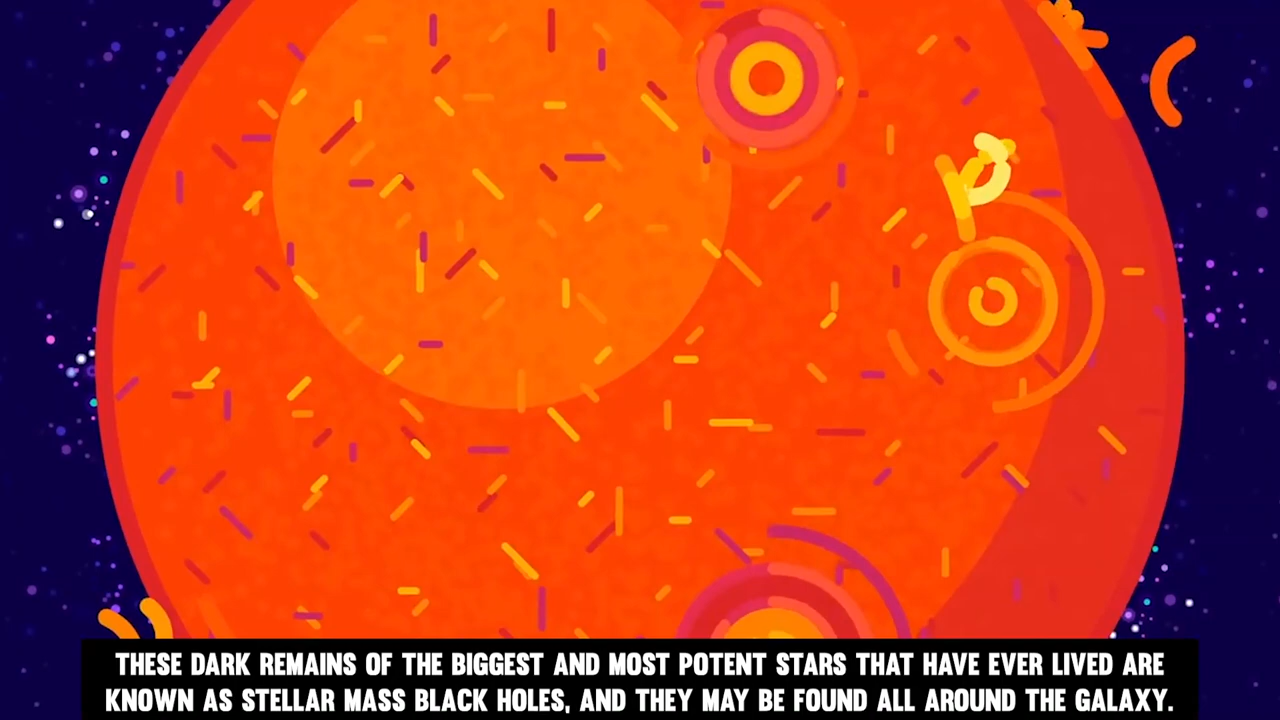 THESE DARK REMAINS OF THE BIGGEST AND MOST POTENT STARS THAT HAVE EVER LIVED ARE
KNOWN AS STELLAR MASS BLACK HOLES, AND THEY MAY BE FOUND ALL AROUND THE GALAXY.